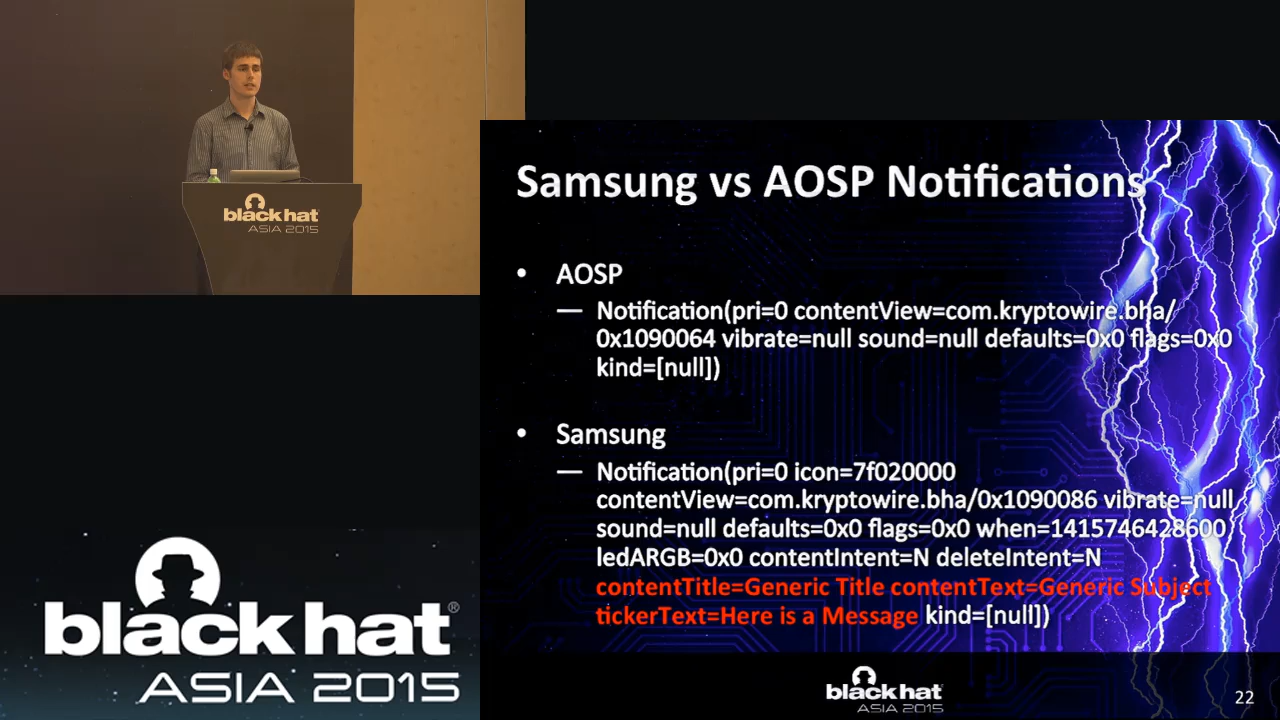 black hat
ASIA 2015
Samsung vs AOSP Notifications
• AOSP
— Notification(pri=0 contentView=com.kryptowire.bha/
0x1090064 vibrate=null sound=null defaults=0x0 flags=0x0
kind=[null])
• Samsung
— Notification(pri=0 icon=7f020000
contentView=com.kryptowire.bha/0x1090086 vibrate=null
sound=null defaults=0x0 flags=0x0 when=1415746428600
ledARGB=0x0 contentIntent=N deleteIntent=N
contentTitle=Generic Title contentText=Generic Subject
tickerText=Here is a Message kind=[null])
black hat®
ASIA 2015
black hat
ASIA 2015
22